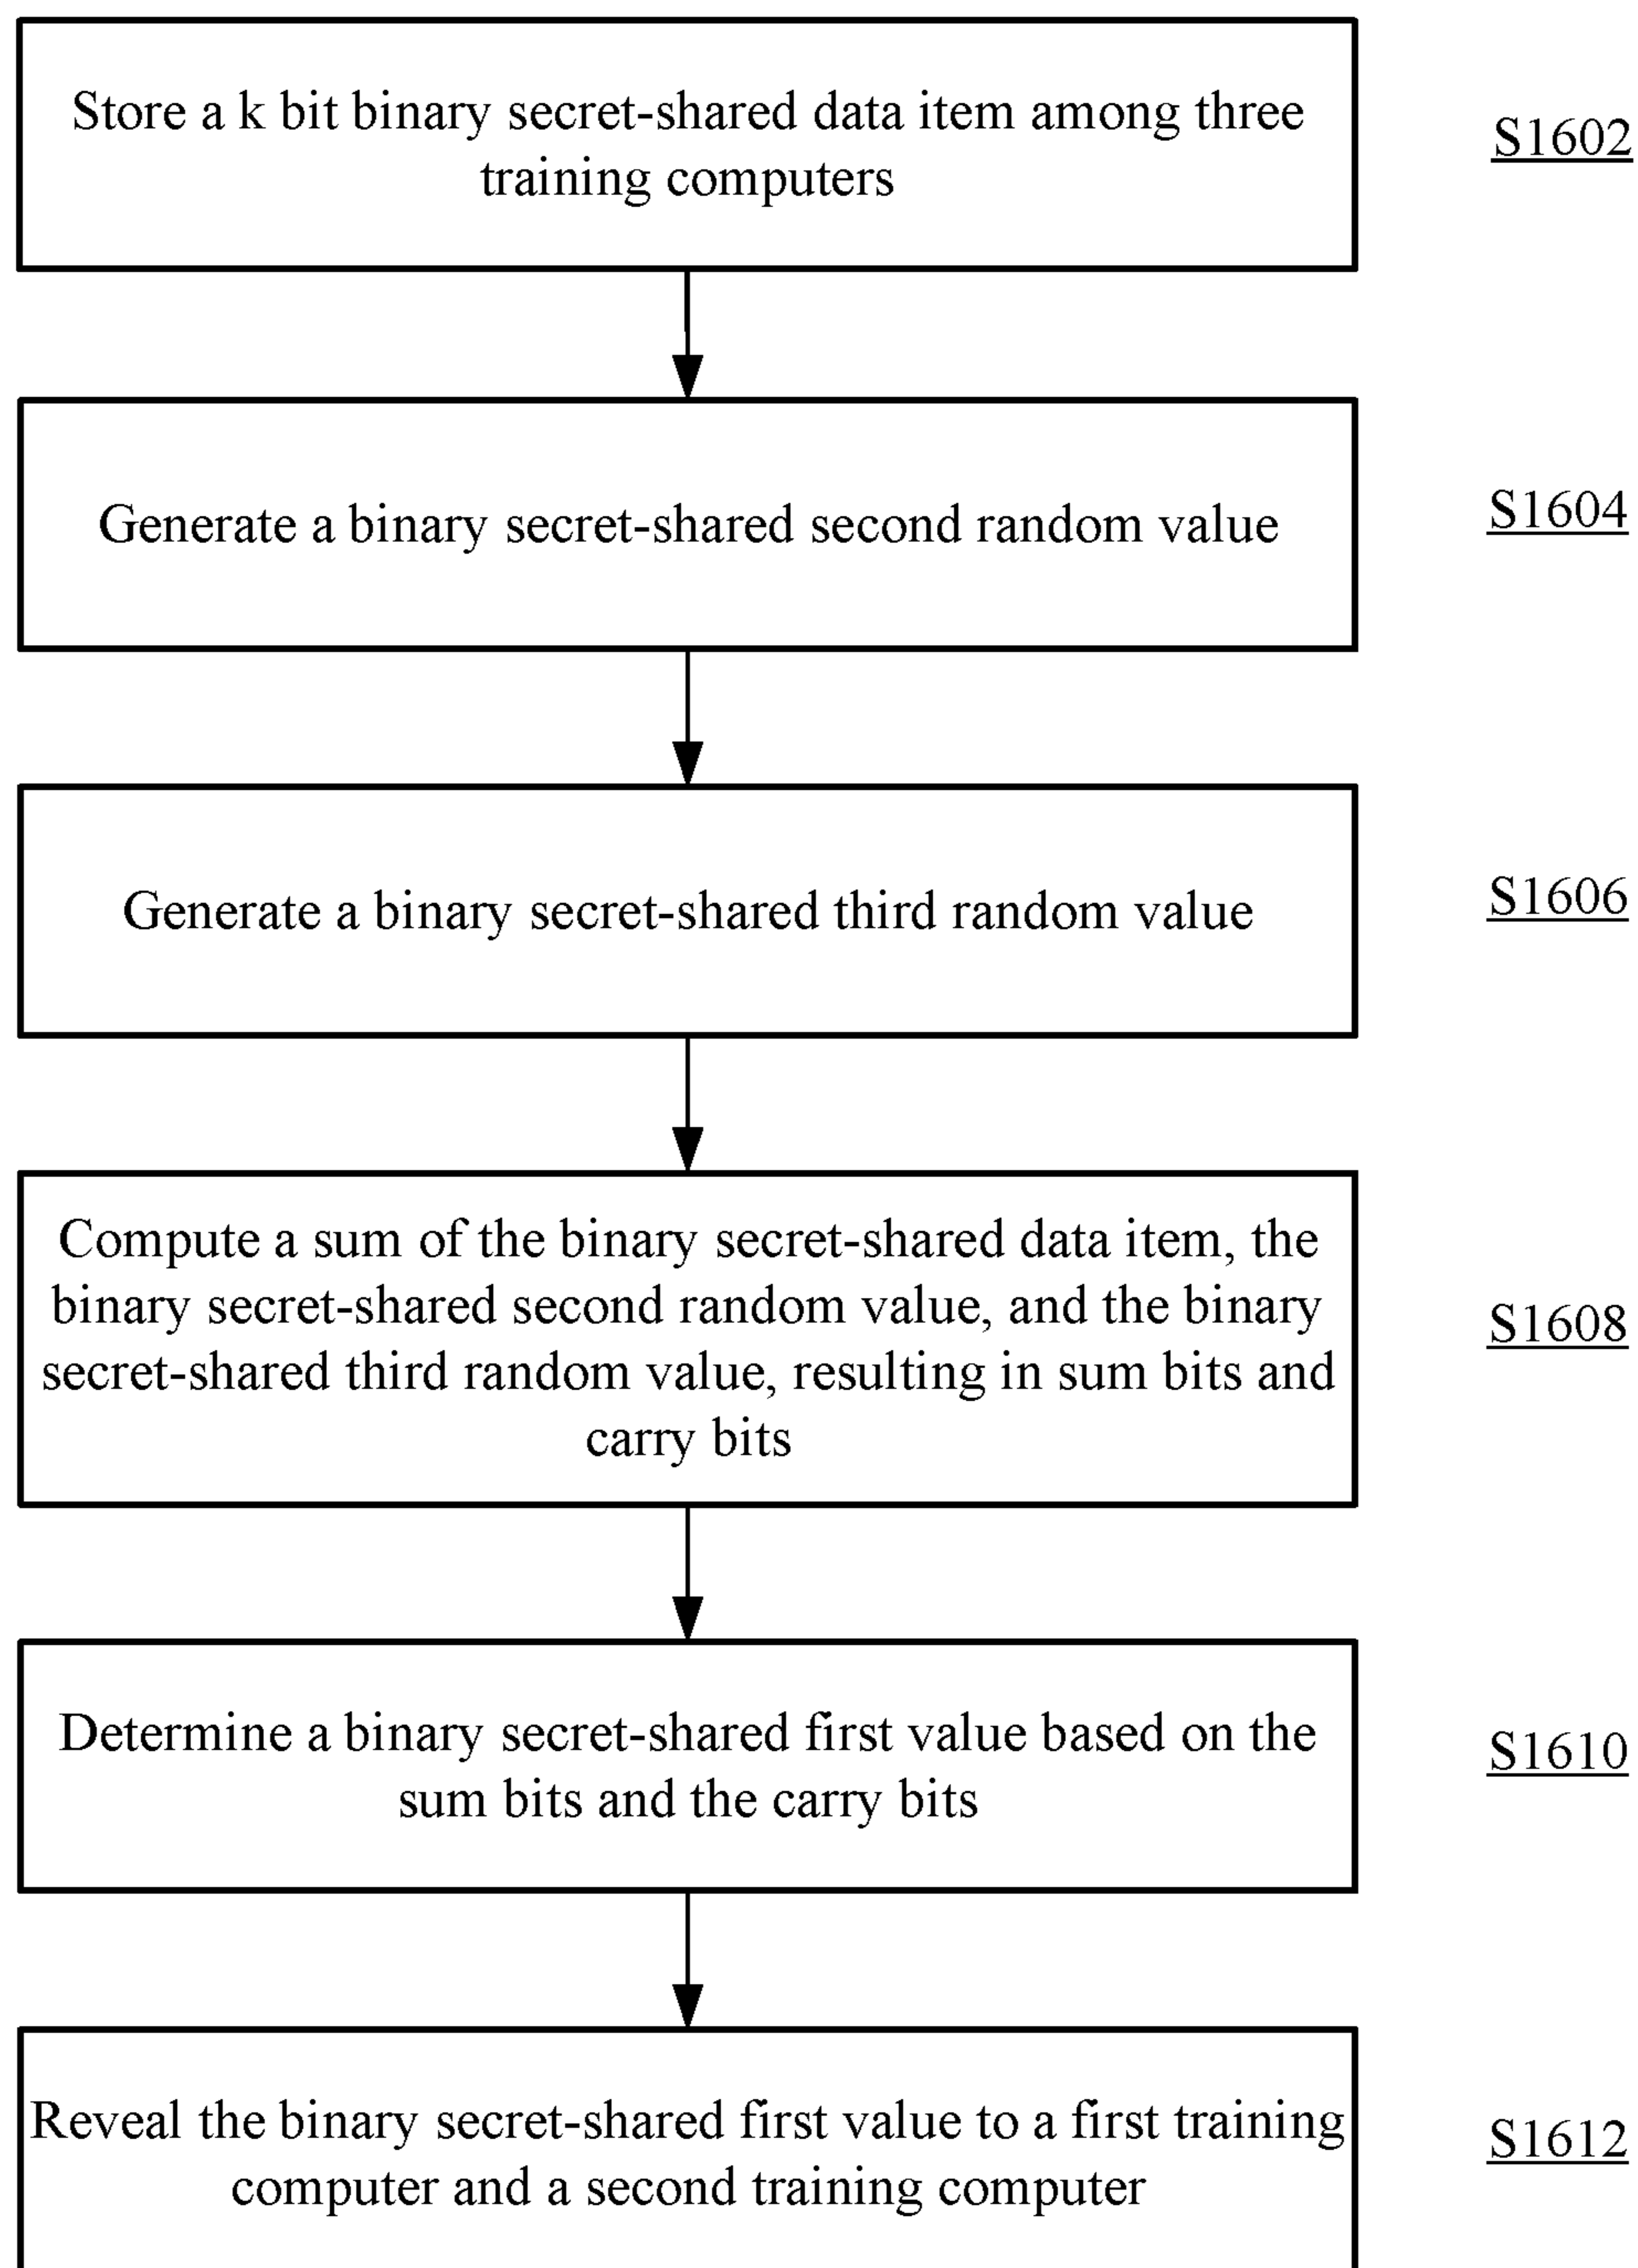 Store a k bit binary secret-shared data item among three
training computers
S1602
Generate a binary secret-shared second random value
S1604
Generate a binary secret-shared third random value
S1606
Compute a sum of the binary secret-shared data item, the
binary secret-shared second random value, and the binary
secret-shared third random value, resulting in sum bits and
carry bits
S1608
Determine a binary secret-shared first value based on the
sum bits and the carry bits
S1610
Reveal the binary secret-shared first value to a first training
computer and a second training computer
S1612